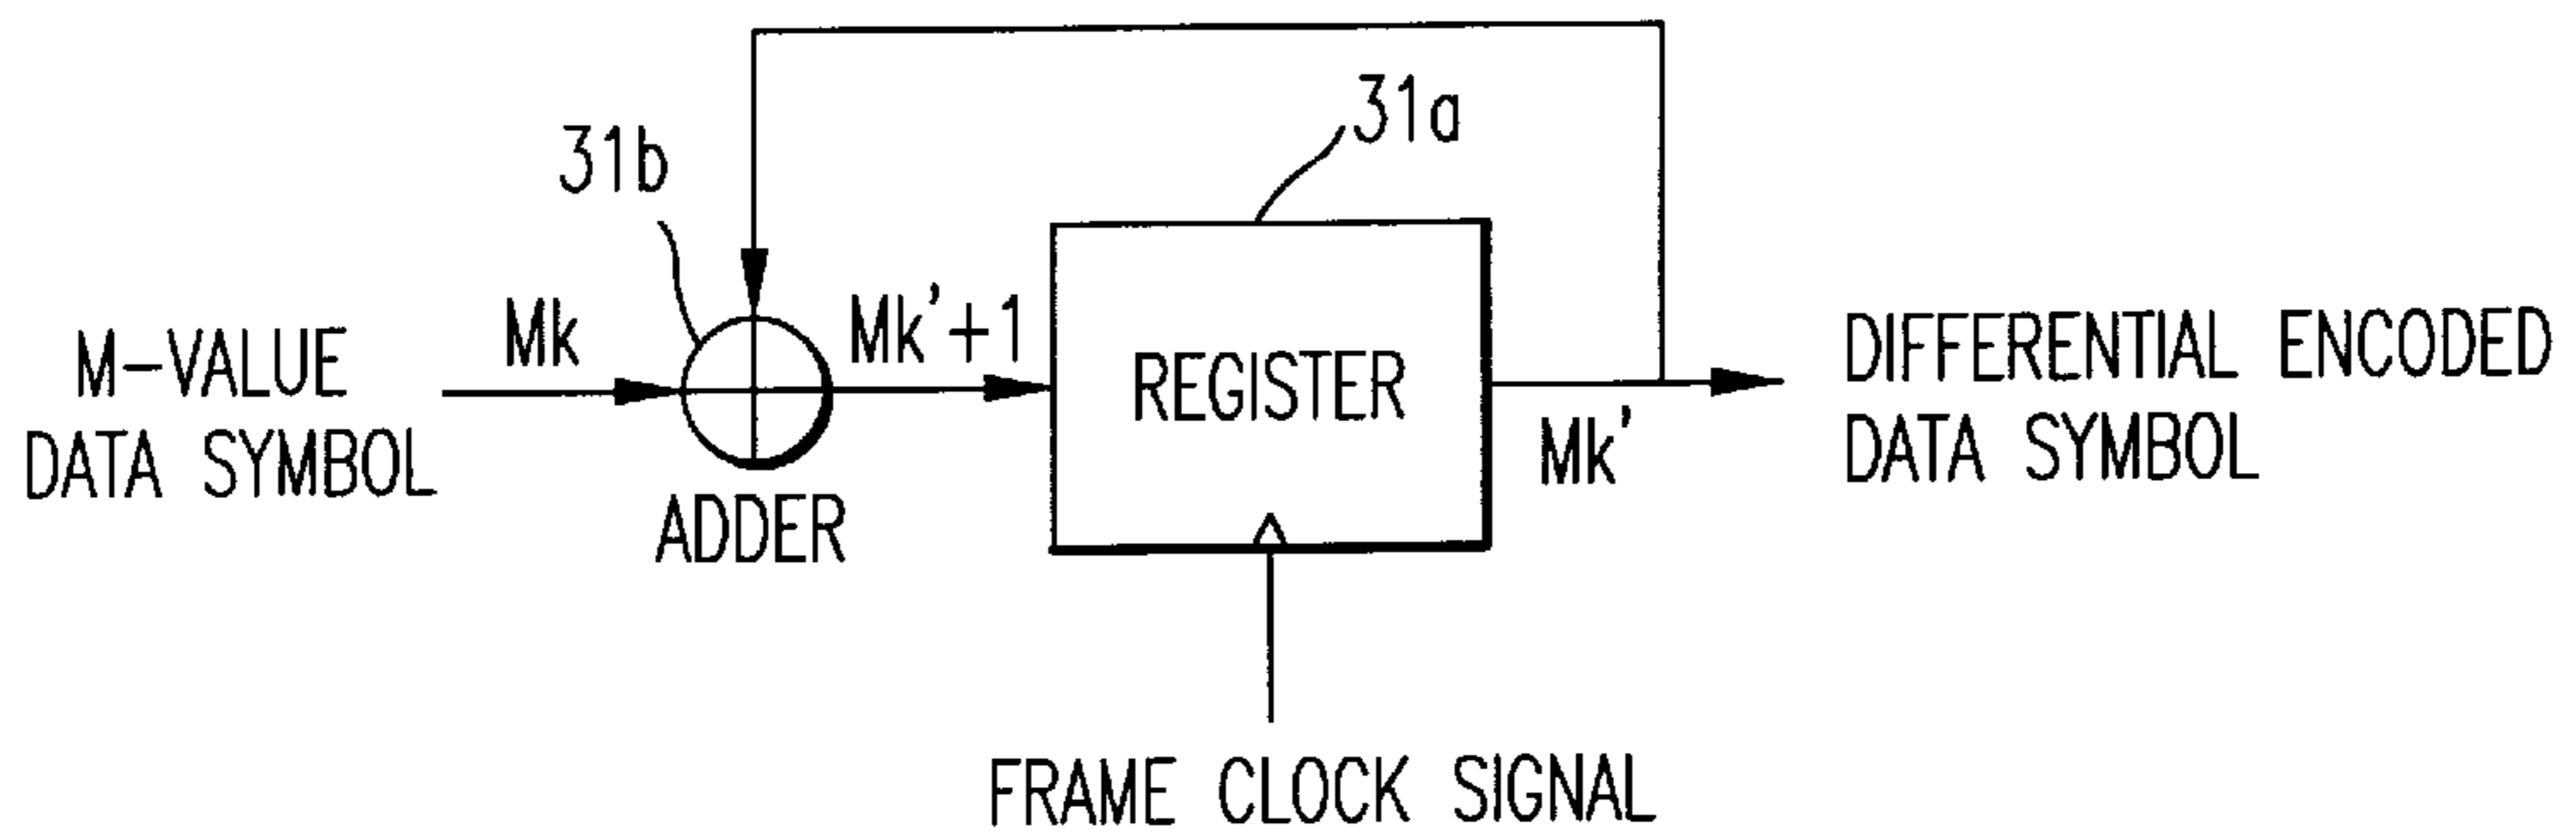 31a
31b
Mk
Mk'+1
M-VALUE
DATA SYMBOL
REGISTER
DIFFERENTIAL ENCODED
DATA SYMBOL
Mk'
ADDER
FRAME CLOCK SIGNAL